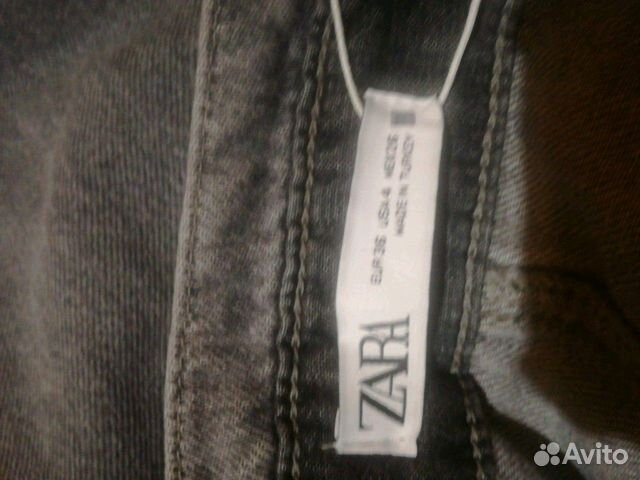 ZARA
EUR 36 USA 4 MEX 26
MADE IN TURKEY
Avito